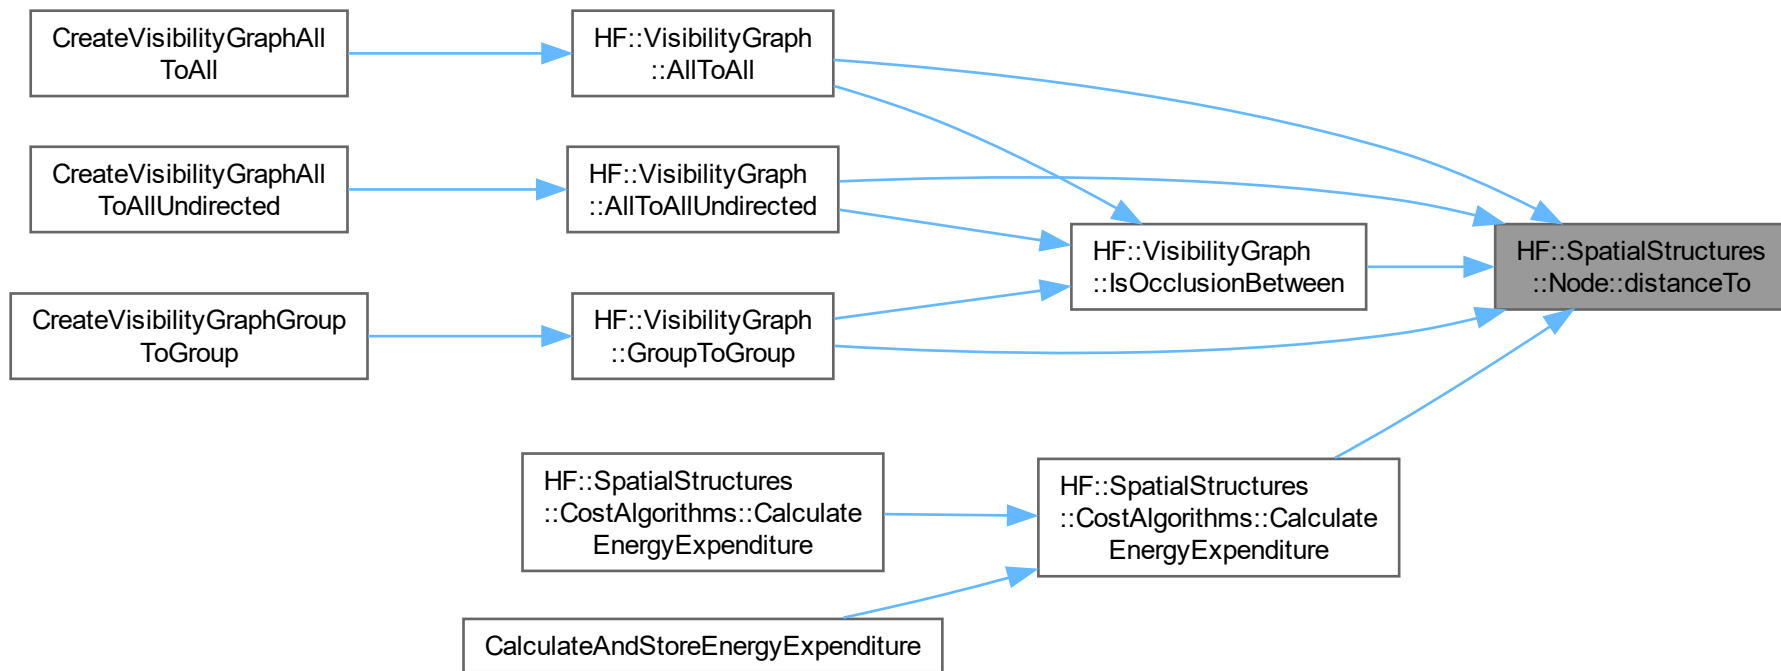 CreateVisibilityGraphAll
ToAll
HF::VisibilityGraph
::AllToAll
CreateVisibilityGraphAll
ToAllUndirected
HF::VisibilityGraph
::AllToAllUndirected
HF::VisibilityGraph
::IsOcclusionBetween
HF::SpatialStructures
::Node::distanceTo
CreateVisibilityGraphGroup
ToGroup
HF::VisibilityGraph
::GroupToGroup
HF::SpatialStructures
::CostAlgorithms::Calculate
EnergyExpenditure
HF::SpatialStructures
::CostAlgorithms::Calculate
EnergyExpenditure
CalculateAndStoreEnergyExpenditure